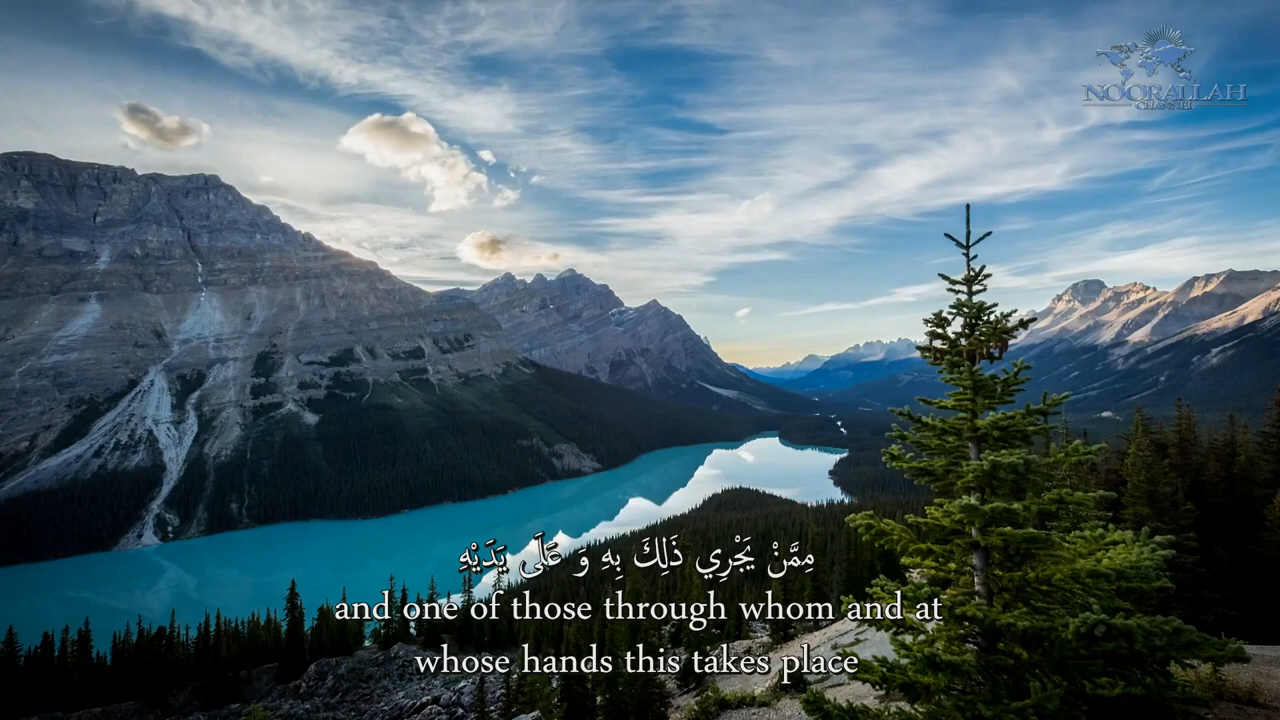 NOORALLAH
CHANNEL
مِمَّنْ يَجْرِي ذَلِكَ بِهِ وَ عَلَى يَدَيْهِ
and one of those through whom and at
whose hands this takes place